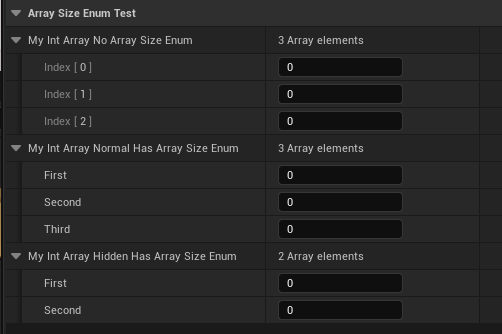 Array Size Enum Test
My Int Array No Array Size Enum 3 Array elements
Index [ 0 ] 0
Index [ 1 ] 0
Index [ 2 ] 0
My Int Array Normal Has Array Size Enum 3 Array elements
First 0
Second 0
Third 0
My Int Array Hidden Has Array Size Enum 2 Array elements
First 0
Second 0